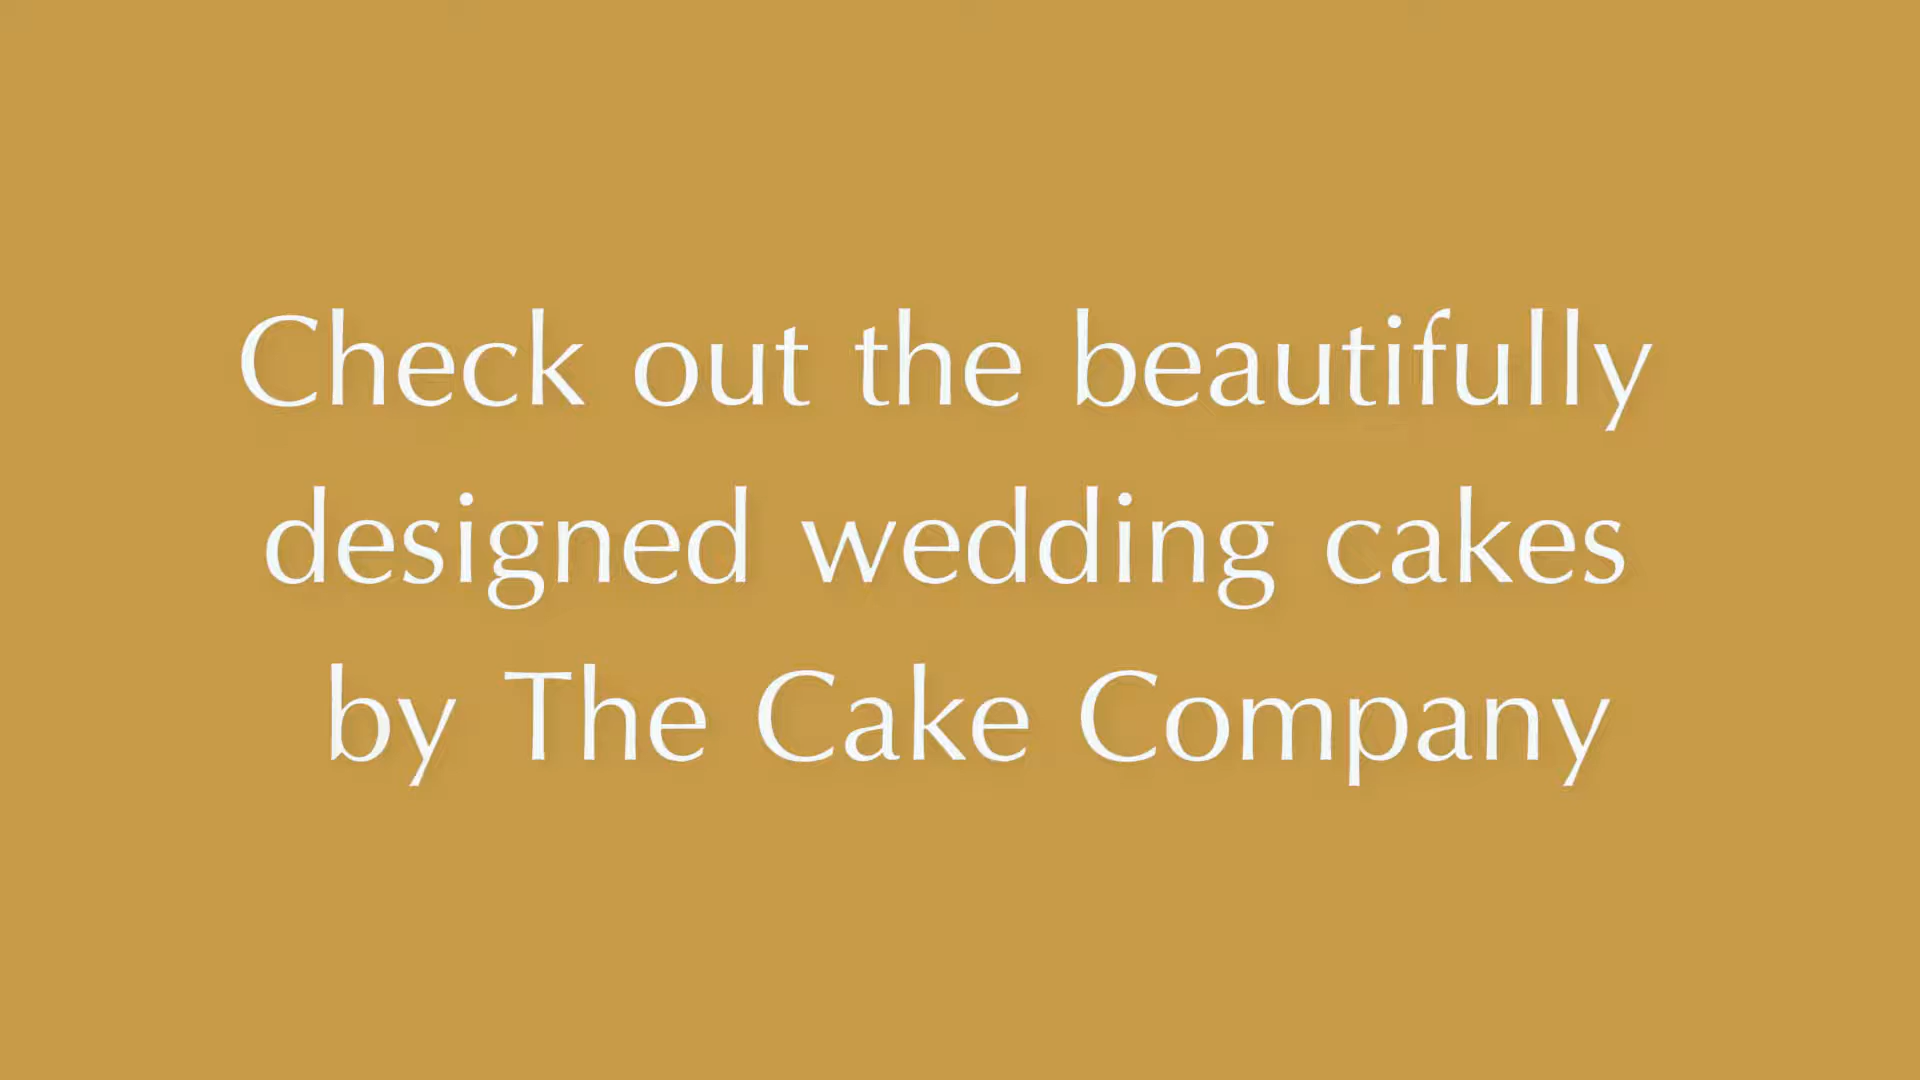 Check out the beautifully
designed wedding cakes
by The Cake Company